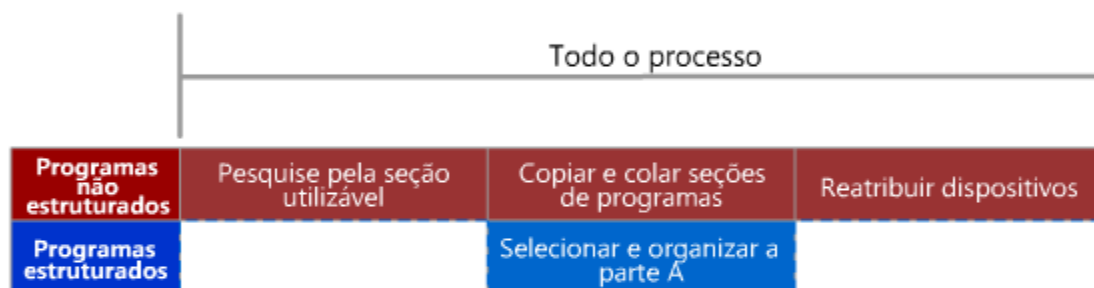 Todo o processo
Programas
não
estruturados
Pesquise pela seção
utilizável
Copiar e colar seções
de programas
Reatribuir dispositivos
Programas
estruturados
Selecionar e organizar a
parte A